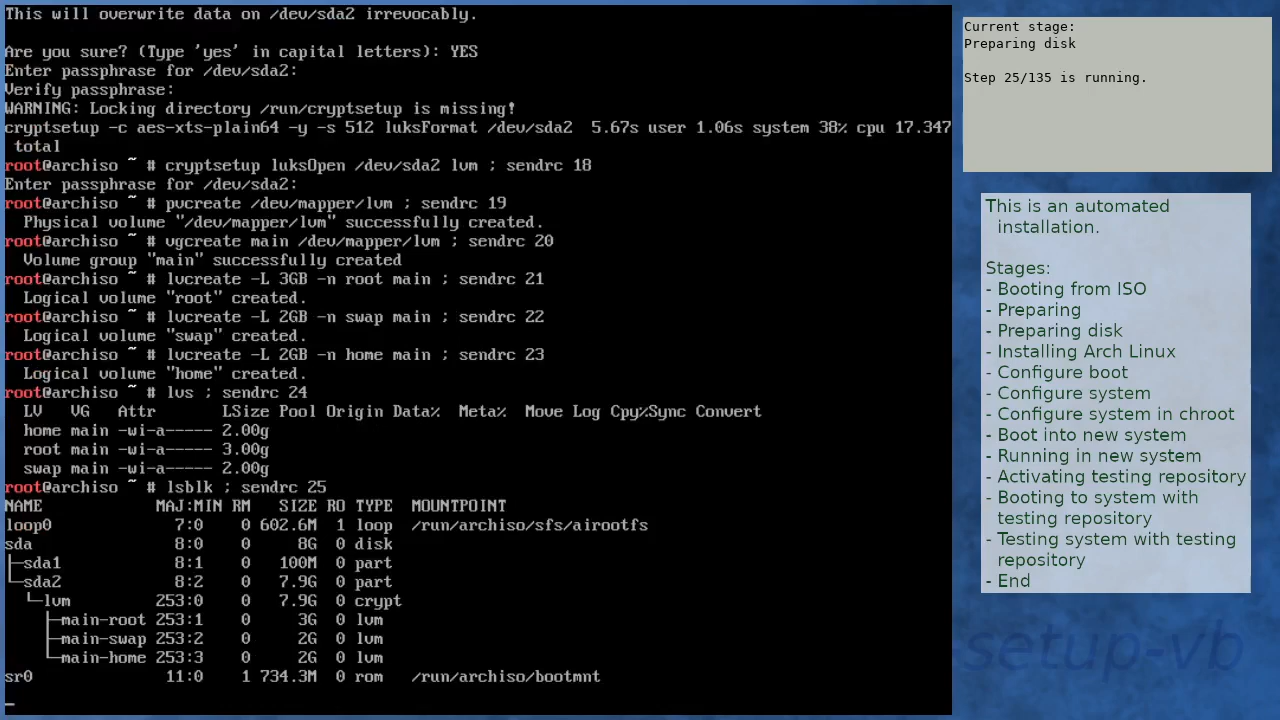 This will overwrite data on /dev/sda2 irrevocably.
Are you sure? (Type 'yes' in capital letters): YES
Enter passphrase for /dev/sda2:
Verify passphrase:
WARNING: Locking directory /run/cryptsetup is missing!
cryptsetup -c aes-xts-plain64 -y -s 512 luksFormat /dev/sda2  5.67s user 1.06s system 38% cpu 17.347
 total
root@archiso ~ # cryptsetup luksOpen /dev/sda2 lvm ; sendrc 18
Enter passphrase for /dev/sda2:
root@archiso ~ # pvcreate /dev/mapper/lvm ; sendrc 19
  Physical volume "/dev/mapper/lvm" successfully created.
root@archiso ~ # vgcreate main /dev/mapper/lvm ; sendrc 20
  Volume group "main" successfully created
root@archiso ~ # lvcreate -L 3GB -n root main ; sendrc 21
  Logical volume "root" created.
root@archiso ~ # lvcreate -L 2GB -n swap main ; sendrc 22
  Logical volume "swap" created.
root@archiso ~ # lvcreate -L 2GB -n home main ; sendrc 23
  Logical volume "home" created.
root@archiso ~ # lvs ; sendrc 24
  LV   VG   Attr       LSize Pool Origin Data%  Meta%  Move Log Cpy%Sync Convert
  home main -wi-a----- 2.00g
  root main -wi-a----- 3.00g
  swap main -wi-a----- 2.00g
root@archiso ~ # lsblk ; sendrc 25
NAME            MAJ:MIN RM   SIZE RO TYPE  MOUNTPOINT
loop0             7:0    0 602.6M  1 loop  /run/archiso/sfs/airootfs
sda               8:0    0     8G  0 disk
├─sda1            8:1    0   100M  0 part
└─sda2            8:2    0   7.9G  0 part
  └─lvm         253:0    0   7.9G  0 crypt
    ├─main-root 253:1    0     3G  0 lvm
    ├─main-swap 253:2    0     2G  0 lvm
    └─main-home 253:3    0     2G  0 lvm
sr0              11:0    1 734.3M  0 rom   /run/archiso/bootmnt
_
Current stage:
Preparing disk
Step 25/135 is running.
This is an automated
installation.
Stages:
- Booting from ISO
- Preparing
- Preparing disk
- Installing Arch Linux
- Configure boot
- Configure system
- Configure system in chroot
- Boot into new system
- Running in new system
- Activating testing repository
- Booting to system with
testing repository
- Testing system with testing
repository
- End
setup-vb